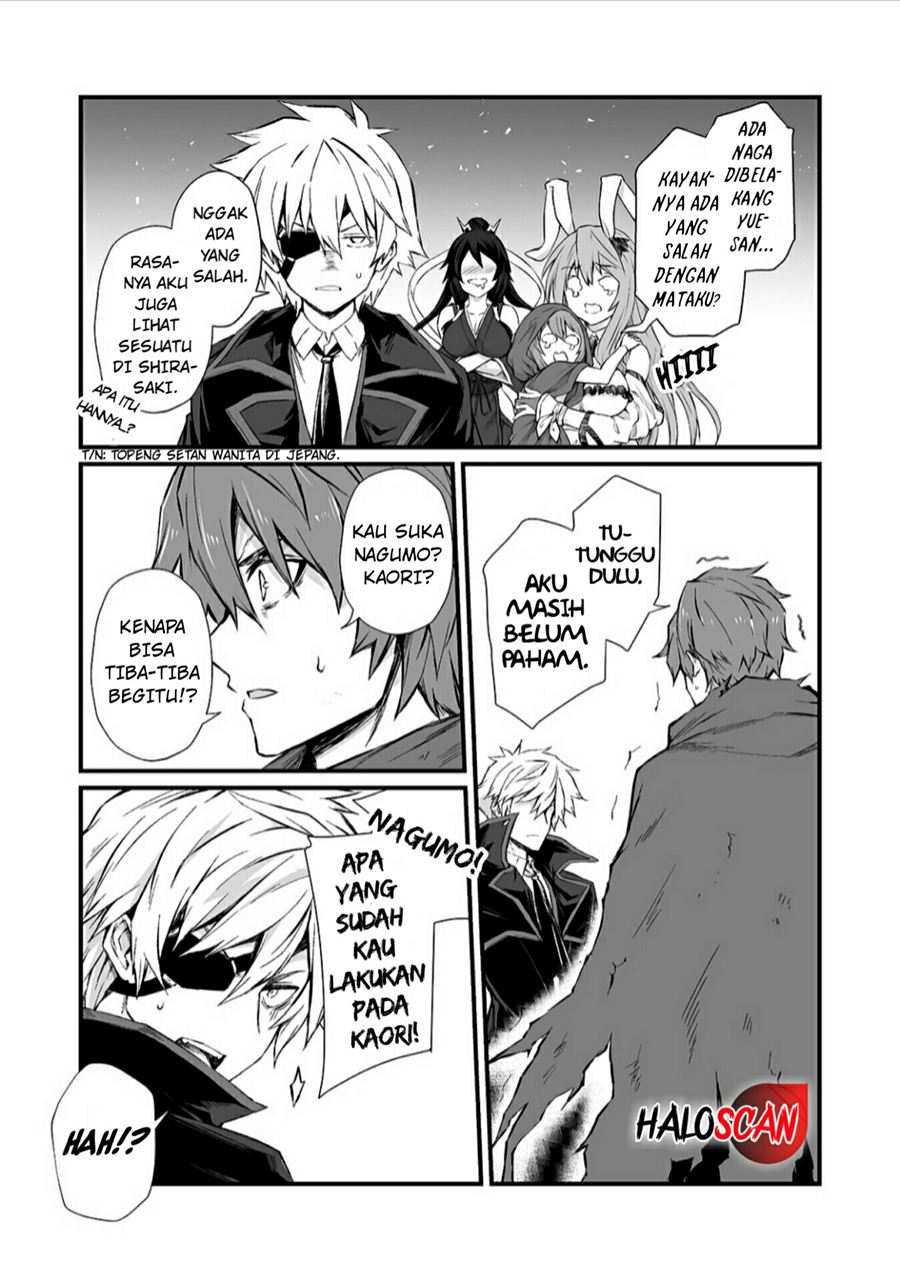 ADA
NAGA
DIBELA-
KANG
YUE-
SAN...
KAYAK-
NYA ADA
YANG
SALAH
DENGAN
MATAKU?
HIIII
NGGAK
ADA
YANG
SALAH.
RASA-
NYA AKU
JUGA
LIHAT
SESUATU
DI SHIRA-
SAKI.
APA ITU
HANNYA..?
T/N: TOPENG SETAN WANITA DI JEPANG.
TU-
TUNGGU
DULU.
AKU
MASIH
BELUM
PAHAM.
KAU SUKA
NAGUMO?
KAORI?
KENAPA
BISA
TIBA-TIBA
BEGITU!?
NAGUMO!
APA
YANG
SUDAH
KAU
LAKUKAN
PADA
KAORI!
HAH!?
HALOSCAN